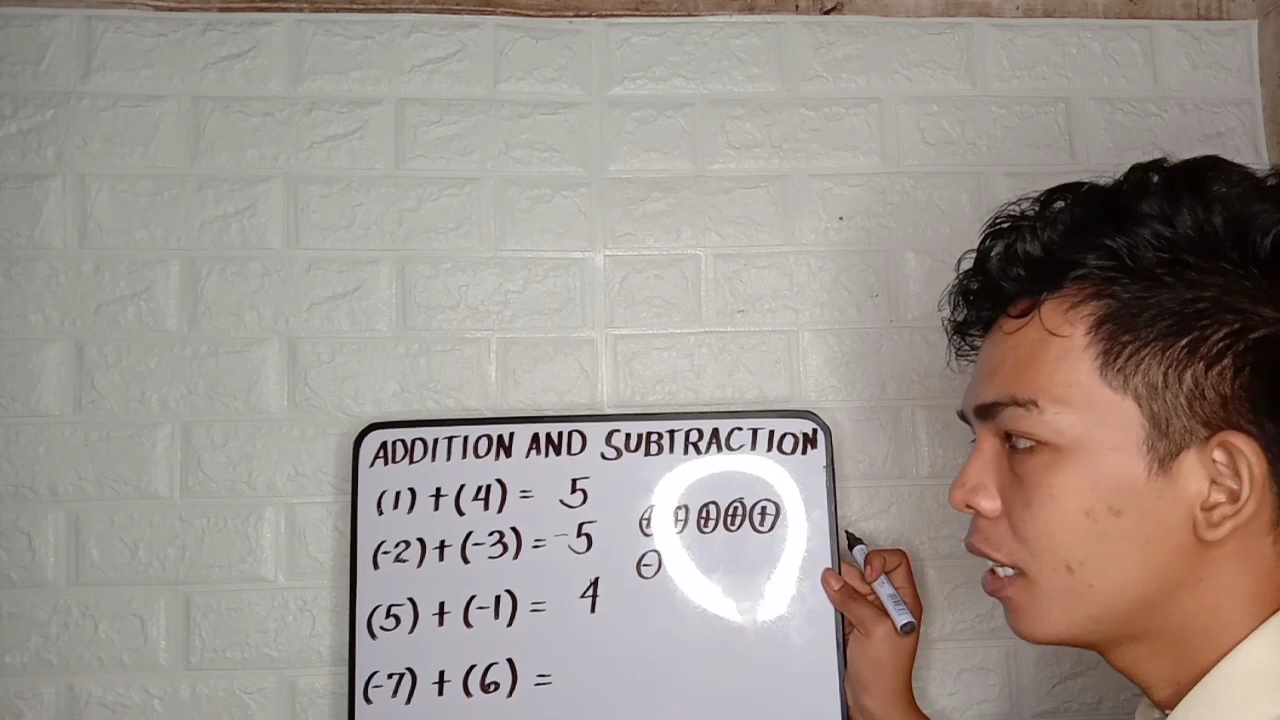 ADDITION AND SUBTRACTION
(1) + (4) = 5
(-2) + (-3) = -5
(5) + (-1) = 4
(-7) + (6) =
⊕ ⊕ ⊕ ⊕ ⊕
⊖